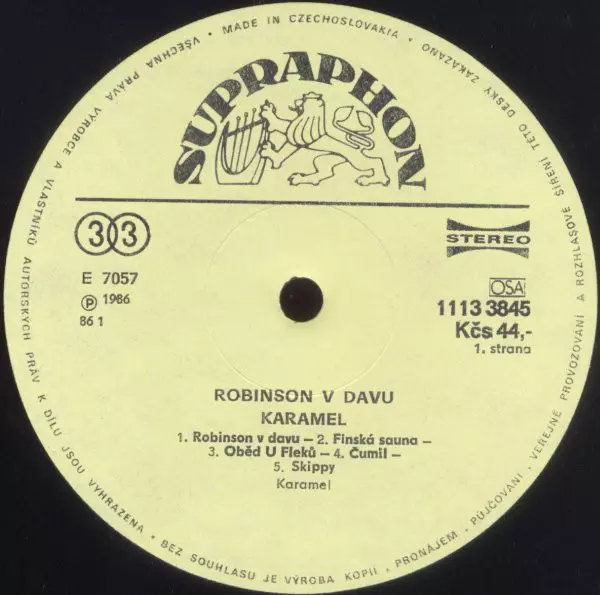 MADE IN CZECHOSLOVAKIA • VŠECHNA PRÁVA VÝROBCE A VLASTNÍKŮ AUTORSKÝCH PRÁV K DÍLU JSOU VYHRAZENA • BEZ SOUHLASU JE VÝROBA KOPIÍ • PRONÁJEM • PŮJČOVÁNÍ • VEŘEJNÉ PROVOZOVÁNÍ A ROZHLASOVÉ ŠÍŘENÍ TÉTO DESKY ZAKÁZÁNO •
SUPRAPHON
33
STEREO
E 7057
Ⓟ 1986
86 1
OSA
1113 3845
Kčs 44,-
1. strana
ROBINSON V DAVU
KARAMEL
1. Robinson v davu – 2. Finská sauna –
3. Oběd U Fleků – 4. Čumil –
5. Skippy
Karamel